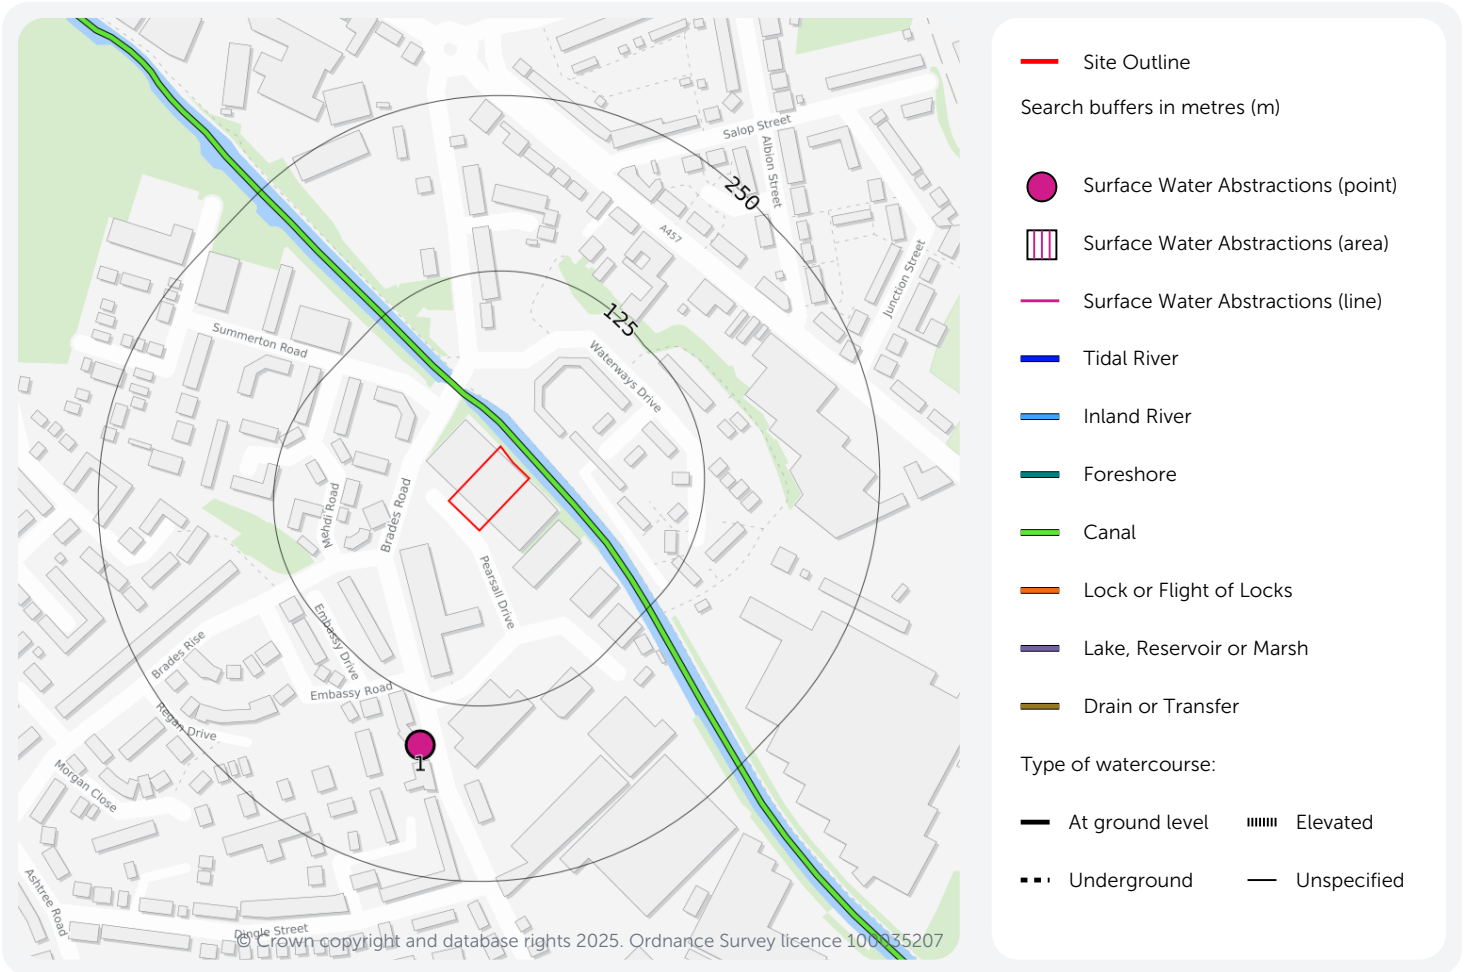 Salop Street
Albion Street
250
A457
Junction Street
125
Summerton Road
Waterways Drive
Mehdi Road
Brades Road
Pearsall Drive
Embassy Drive
Brades Rise
Embassy Road
Regan Drive
1
Morgan Close
Ashtree Road
Dingle Street
© Crown copyright and database rights 2025. Ordnance Survey licence 100035207
Site Outline
Search buffers in metres (m)
Surface Water Abstractions (point)
Surface Water Abstractions (area)
Surface Water Abstractions (line)
Tidal River
Inland River
Foreshore
Canal
Lock or Flight of Locks
Lake, Reservoir or Marsh
Drain or Transfer
Type of watercourse:
At ground level Elevated
Underground Unspecified